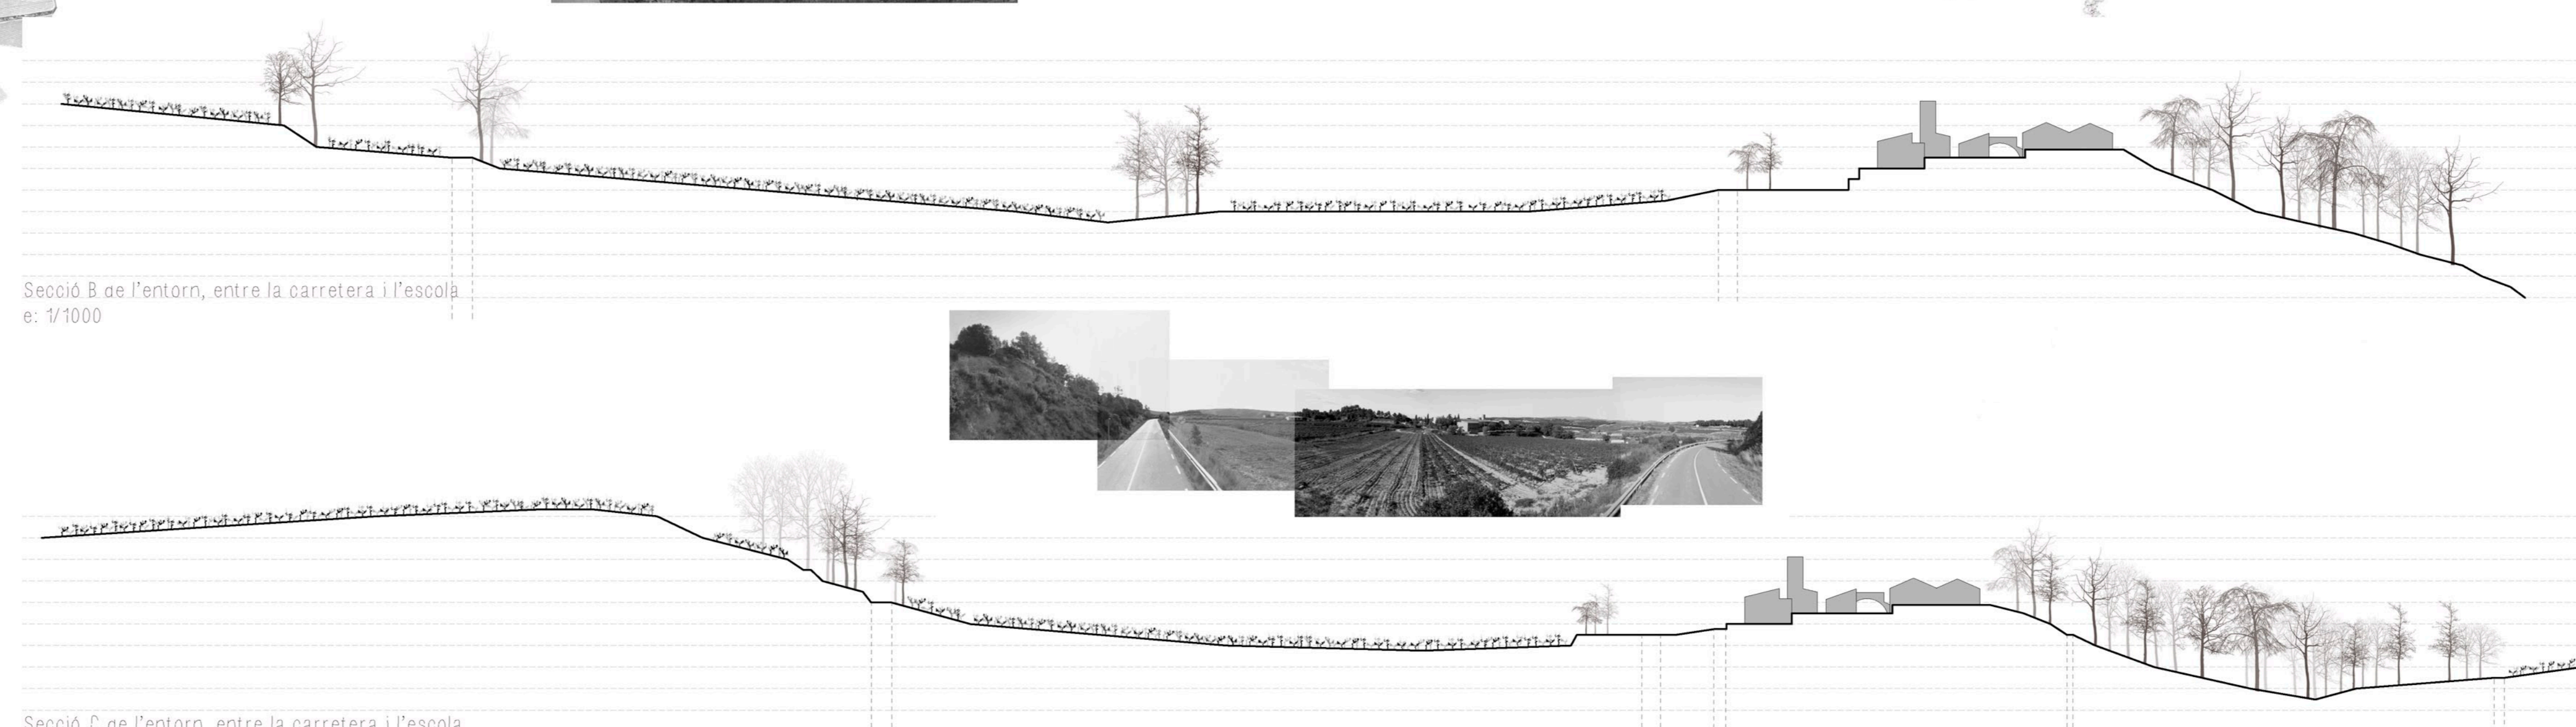 Secció B de l'entorn, entre la carretera i l'escola
e: 1/1000
Secció C de l'entorn, entre la carretera i l'escola